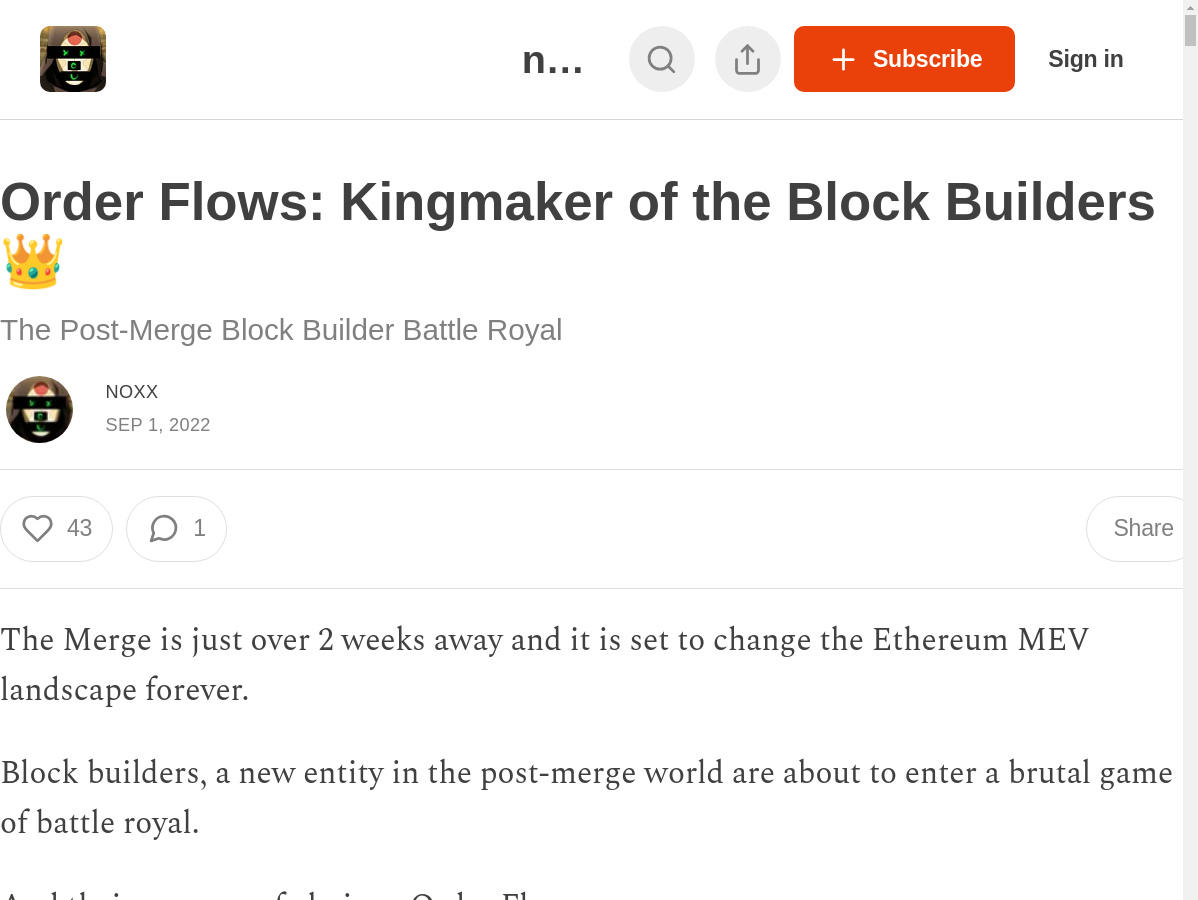 n...
Subscribe
Sign in
Order Flows: Kingmaker of the Block Builders
👑
The Post-Merge Block Builder Battle Royal
NOXX
SEP 1, 2022
43
1
Share
The Merge is just over 2 weeks away and it is set to change the Ethereum MEV
landscape forever.
Block builders, a new entity in the post-merge world are about to enter a brutal game
of battle royal.